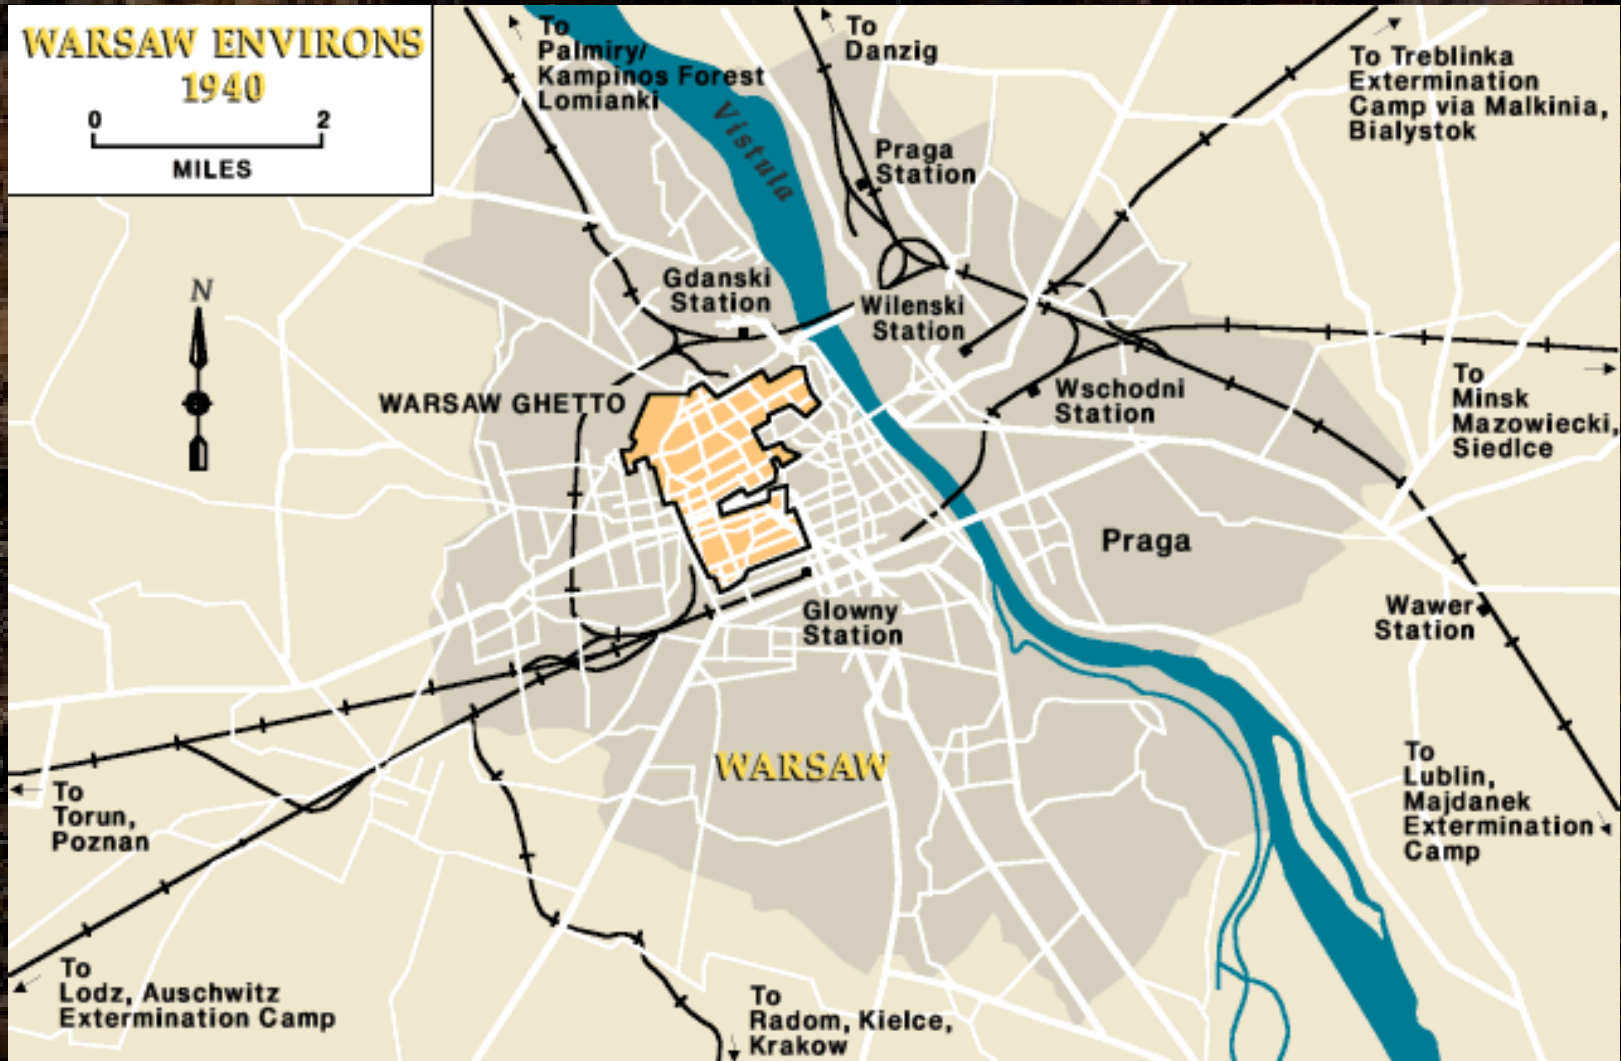 WARSAW ENVIRONS
1940
0 2
MILES
To
Palmiry/
Kampinos Forest
Lomianki
To
Danzig
To Treblinka
Extermination
Camp via Malkinia,
Bialystok
Vistula
Praga
Station
N
Gdanski
Station
Wilenski
Station
WARSAW GHETTO
Wschodni
Station
To
Minsk
Mazowiecki,
Siedlce
Praga
Glowny
Station
Wawer
Station
WARSAW
To
Torun,
Poznan
To
Lublin,
Majdanek
Extermination
Camp
To
Lodz, Auschwitz
Extermination Camp
To
Radom, Kielce,
Krakow